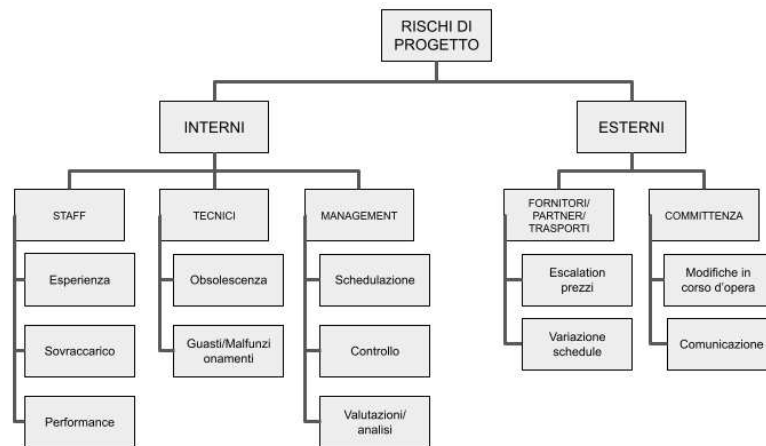 RISCHI DI
PROGETTO
INTERNI
ESTERNI
STAFF
TECNICI
MANAGEMENT
FORNITORI/
PARTNER/
TRASPORTI
COMMITTENZA
Esperienza
Obsolescenza
Schedulazione
Escalation
prezzi
Modifiche in
corso d'opera
Sovraccarico
Guasti/Malfunzi
onamenti
Controllo
Variazione
schedule
Comunicazione
Performance
Valutazioni/
analisi